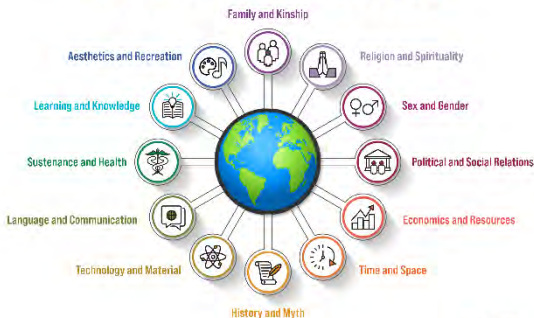 Family and Kinship
Aesthetics and Recreation
Religion and Spirituality
Learning and Knowledge
Sex and Gender
Sustenance and Health
Political and Social Relations
Language and Communication
Economics and Resources
Technology and Material
Time and Space
History and Myth